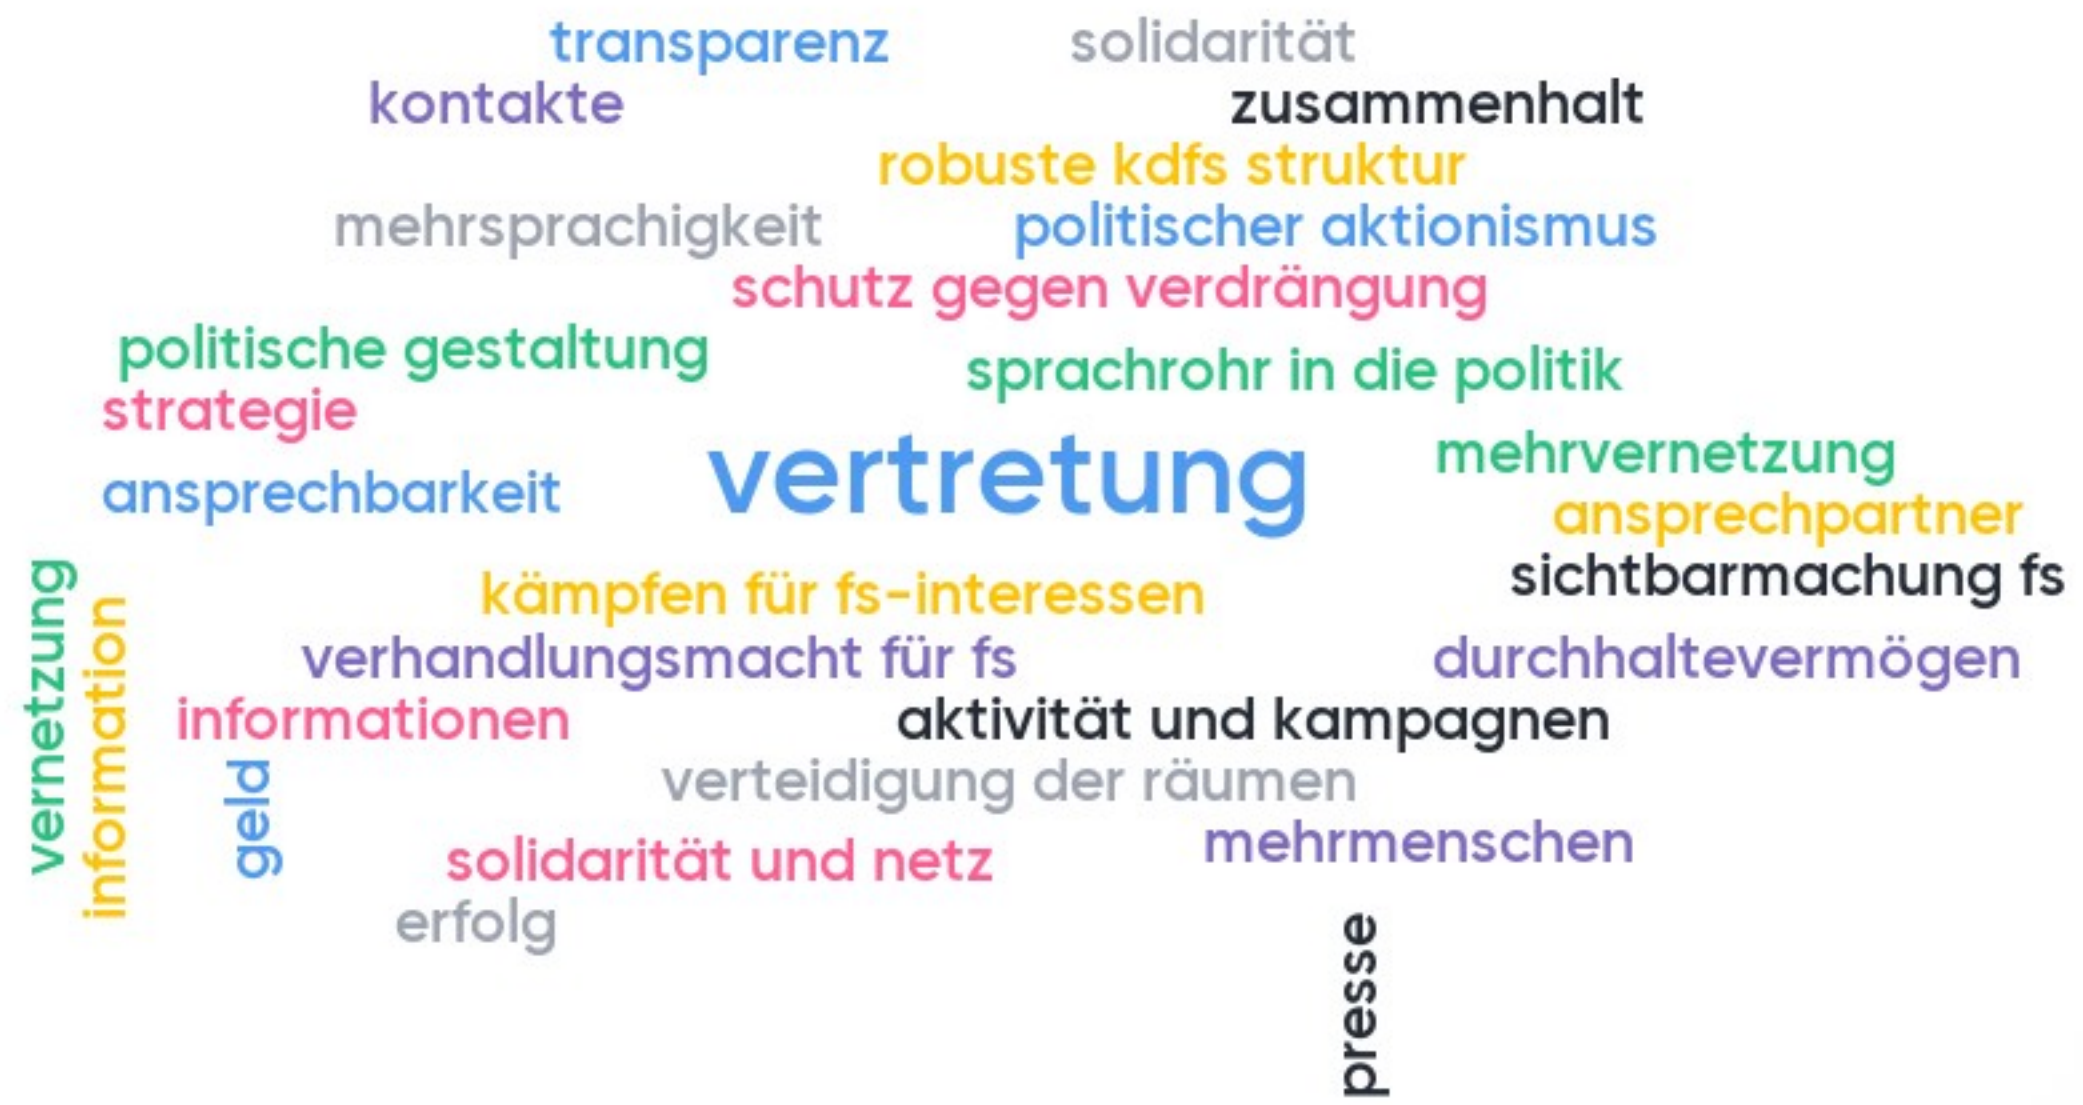 transparenz
solidarität
kontakte
zusammenhalt
robuste kdfs struktur
mehrsprachigkeit
politischer aktionismus
schutz gegen verdrängung
politische gestaltung
sprachrohr in die politik
strategie
vertretung
mehrvernetzung
ansprechbarkeit
ansprechpartner
sichtbarmachung fs
kämpfen für fs-interessen
vernetzung
information
verhandlungsmacht für fs
durchhaltevermögen
informationen
aktivität und kampagnen
geld
verteidigung der räumen
mehrmenschen
solidarität und netz
erfolg
presse